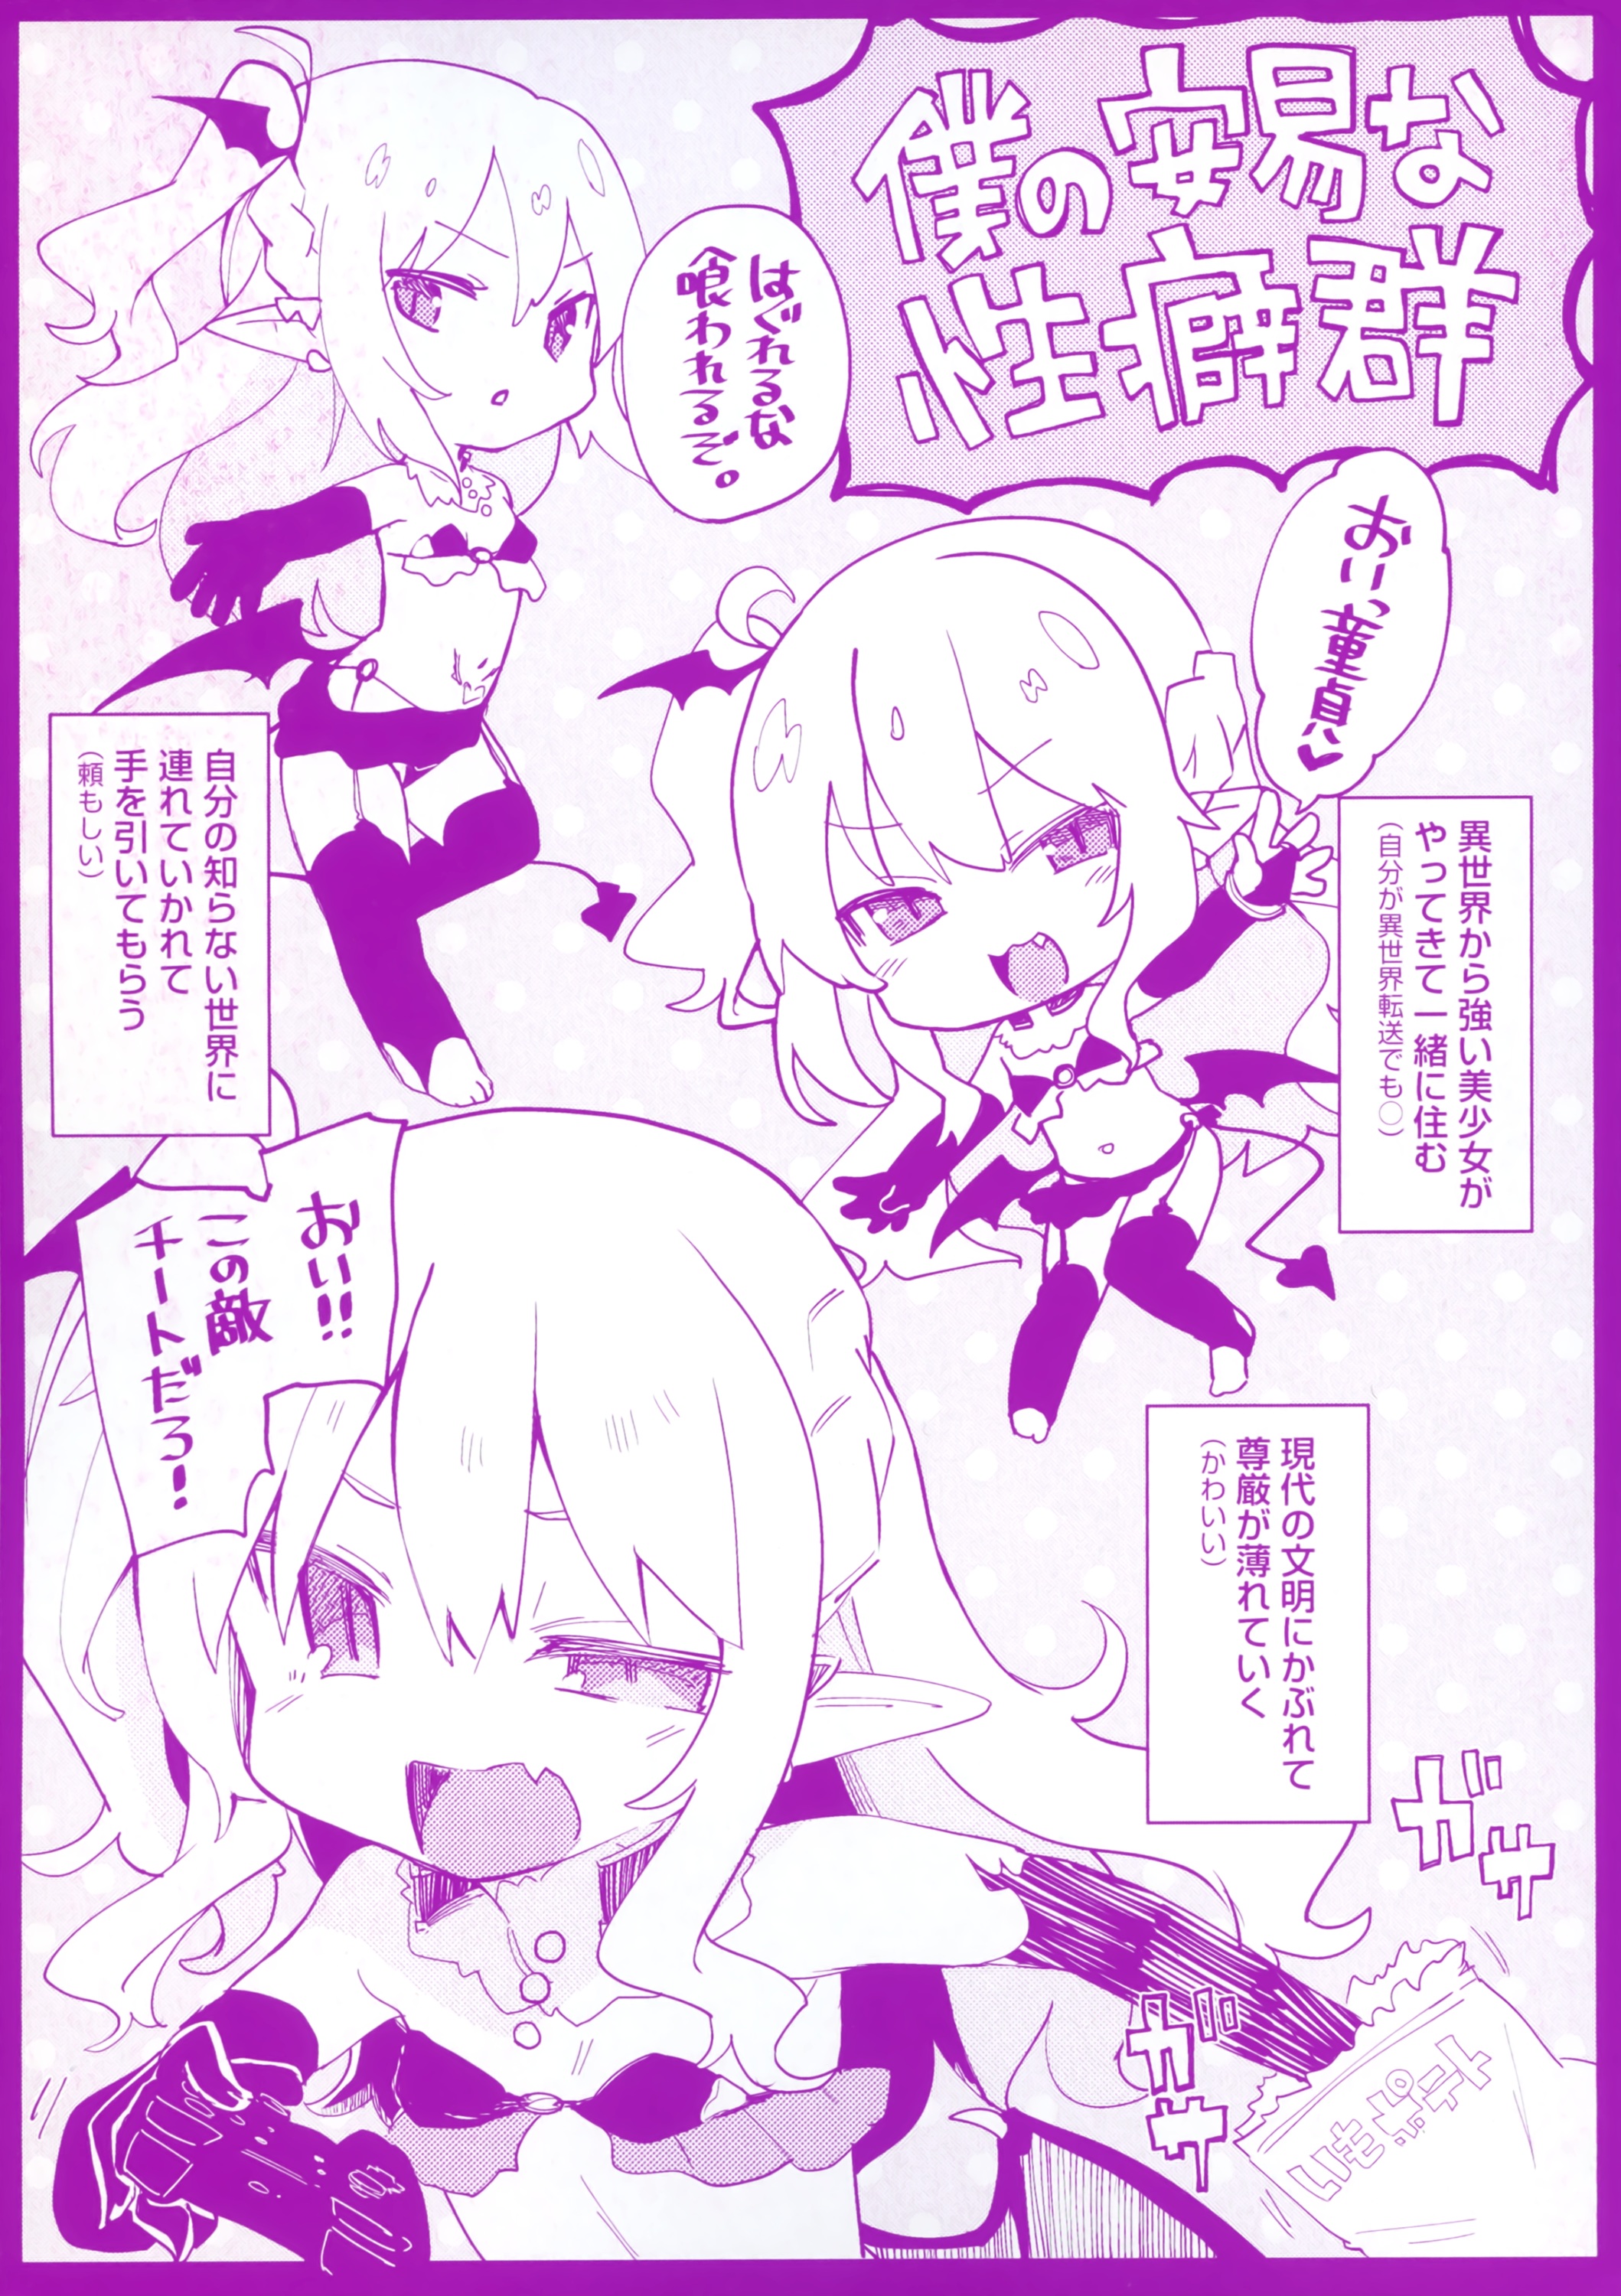 僕の安易な
性癖群
はぐれるな
喰われるぞ。
おい、童貞♥
異世界から強い美少女が
やってきて一緒に住む
（自分が異世界転送でも○）
自分の知らない世界に
連れていかれて
手を引いてもらう
（頼もしい）
おい!!
この敵
チートだろ!
現代の文明にかぶれて
尊厳が薄れていく
（かわいい）
ガサ
ガサ